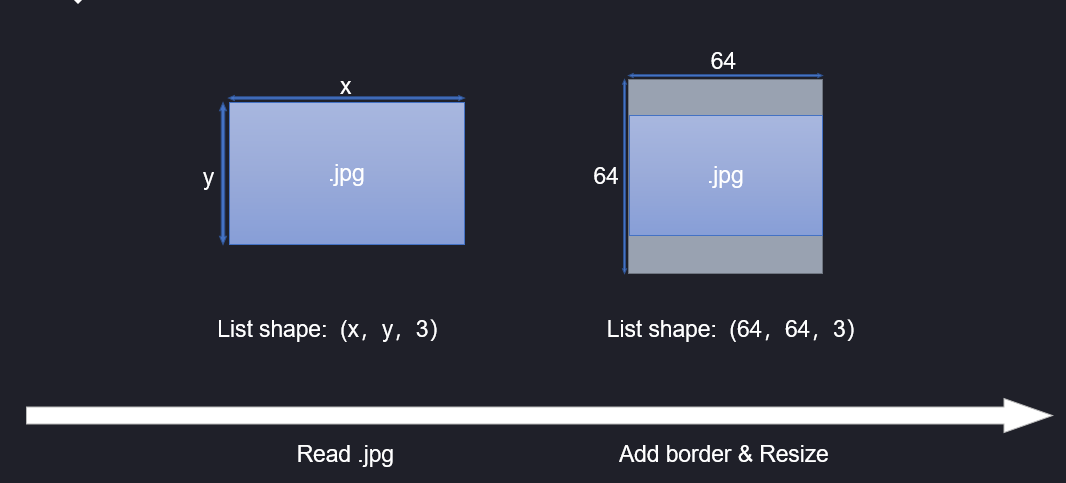 x
y
.jpg
List shape:  (x,  y,  3)
64
64
.jpg
List shape:  (64,  64,  3)
Read .jpg
Add border & Resize